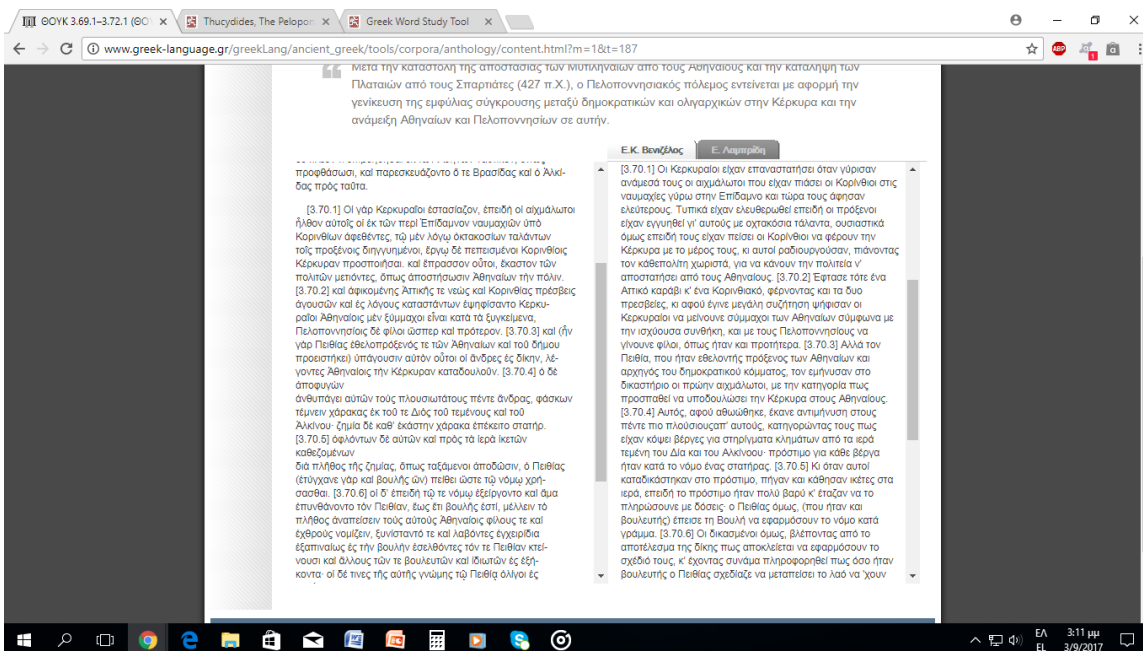 ΘΟΥΚ 3.69.1–3.72.1 (ΘΟΥ
Thucydides, The Pelopon
Greek Word Study Tool
www.greek-language.gr/greekLang/ancient_greek/tools/corpora/anthology/content.html?m=1&t=187
ABP
1
Μετά την καταστολή της αποστασίας των Μυτιληναίων από τους Αθηναίους και την κατάληψη των
Πλαταιών από τους Σπαρτιάτες (427 π.Χ.), ο Πελοποννησιακός πόλεμος εντείνεται με αφορμή την
γενίκευση της εμφύλιας σύγκρουσης μεταξύ δημοκρατικών και ολιγαρχικών στην Κέρκυρα και την
ανάμειξη Αθηναίων και Πελοποννησίων σε αυτήν.
Ε.Κ. Βενιζέλος
Ε. Λαμπρίδη
προφθάσωσι, καὶ παρεσκευάζοντο ὅ τε Βρασίδας καὶ ὁ Ἀλκί-
δας πρὸς ταῦτα.
[3.70.1] Οἱ γὰρ Κερκυραῖοι ἐστασίαζον, ἐπειδὴ οἱ αἰχμάλωτοι
ἦλθον αὐτοῖς οἱ ἐκ τῶν περὶ Ἐπίδαμνον ναυμαχιῶν ὑπὸ
Κορινθίων ἀφεθέντες, τῷ μὲν λόγῳ ὀκτακοσίων ταλάντων
τοῖς προξένοις διηγγυημένοι, ἔργῳ δὲ πεπεισμένοι Κορινθίοις
Κέρκυραν προσποιῆσαι. καὶ ἔπρασσον οὗτοι, ἕκαστον τῶν
πολιτῶν μετιόντες, ὅπως ἀποστήσωσιν Ἀθηναίων τὴν πόλιν.
[3.70.2] καὶ ἀφικομένης Ἀττικῆς τε νεὼς καὶ Κορινθίας πρέσβεις
ἀγουσῶν καὶ ἐς λόγους καταστάντων ἐψηφίσαντο Κερκυ-
ραῖοι Ἀθηναίοις μὲν ξύμμαχοι εἶναι κατὰ τὰ ξυγκείμενα,
Πελοποννησίοις δὲ φίλοι ὥσπερ καὶ πρότερον. [3.70.3] καὶ (ἦν
γὰρ Πειθίας ἐθελοπρόξενός τε τῶν Ἀθηναίων καὶ τοῦ δήμου
προειστήκει) ὑπάγουσιν αὐτὸν οὗτοι οἱ ἄνδρες ἐς δίκην, λέ-
γοντες Ἀθηναίοις τὴν Κέρκυραν καταδουλοῦν. [3.70.4] ὁ δὲ
ἀποφυγὼν
ἀνθυπάγει αὐτῶν τοὺς πλουσιωτάτους πέντε ἄνδρας, φάσκων
τέμνειν χάρακας ἐκ τοῦ τε Διὸς τοῦ τεμένους καὶ τοῦ
Ἀλκίνου· ζημία δὲ καθ' ἑκάστην χάρακα ἐπέκειτο στατήρ.
[3.70.5] ὀφλόντων δὲ αὐτῶν καὶ πρὸς τὰ ἱερὰ ἱκετῶν
καθεζομένων
διὰ πλῆθος τῆς ζημίας, ὅπως ταξάμενοι ἀποδῶσιν, ὁ Πειθίας
(ἐτύγχανε γὰρ καὶ βουλῆς ὢν) πείθει ὥστε τῷ νόμῳ χρή-
σασθαι. [3.70.6] οἱ δ' ἐπειδὴ τῷ τε νόμῳ ἐξείργοντο καὶ ἅμα
ἐπυνθάνοντο τὸν Πειθίαν, ἕως ἔτι βουλῆς ἐστί, μέλλειν τὸ
πλῆθος ἀναπείσειν τοὺς αὐτοὺς Ἀθηναίοις φίλους τε καὶ
ἐχθροὺς νομίζειν, ξυνίσταντό τε καὶ λαβόντες ἐγχειρίδια
ἐξαπιναίως ἐς τὴν βουλὴν ἐσελθόντες τόν τε Πειθίαν κτεί-
νουσι καὶ ἄλλους τῶν τε βουλευτῶν καὶ ἰδιωτῶν ἐς ἑξή-
κοντα· οἱ δέ τινες τῆς αὐτῆς γνώμης τῷ Πειθίᾳ ὀλίγοι ἐς
[3.70.1] Οι Κερκυραίοι είχαν επαναστατήσει όταν γύρισαν
ανάμεσά τους οι αιχμάλωτοι που είχαν πιάσει οι Κορίνθιοι στις
ναυμαχίες γύρω στην Επίδαμνο και τώρα τους άφησαν
ελεύτερους. Τυπικά είχαν ελευθερωθεί επειδή οι πρόξενοι
είχαν εγγυηθεί γι' αυτούς με οχτακόσια τάλαντα, ουσιαστικά
όμως επειδή τους είχαν πείσει οι Κορίνθιοι να φέρουν την
Κέρκυρα με το μέρος τους, κι αυτοί ραδιουργούσαν, πιάνοντας
τον κάθεπολίτη χωριστά, για να κάνουν την πολιτεία ν'
αποστατήσει από τους Αθηναίους. [3.70.2] Έφτασε τότε ένα
Αττικό καράβι κ' ένα Κορινθιακό, φέρνοντας και τα δυο
πρεσβείες, κι αφού έγινε μεγάλη συζήτηση ψήφισαν οι
Κερκυραίοι να μείνουνε σύμμαχοι των Αθηναίων σύμφωνα με
την ισχύουσα συνθήκη, και με τους Πελοποννησίους να
γίνουνε φίλοι, όπως ήταν και προτήτερα. [3.70.3] Αλλά τον
Πειθία, που ήταν εθελοντής πρόξενος των Αθηναίων και
αρχηγός του δημοκρατικού κόμματος, τον εμήνυσαν στο
δικαστήριο οι πρώην αιχμάλωτοι, με την κατηγορία πως
προσπαθεί να υποδουλώσει την Κέρκυρα στους Αθηναίους.
[3.70.4] Αυτός, αφού αθωώθηκε, έκανε αντιμήνυση στους
πέντε πιο πλούσιουςαπ' αυτούς, κατηγορώντας τους πως
είχαν κόψει βέργες για στηρίγματα κλημάτων από τα ιερά
τεμένη του Δία και του Αλκίνοου· πρόστιμο για κάθε βέργα
ήταν κατά το νόμο ένας στατήρας. [3.70.5] Κι όταν αυτοί
καταδικάστηκαν στο πρόστιμο, πήγαν και κάθησαν ικέτες στα
ιερά, επειδή το πρόστιμο ήταν πολύ βαρύ κ' έταζαν να το
πληρώσουνε με δόσεις· ο Πειθίας όμως, (που ήταν και
βουλευτής) έπεισε τη Βουλή να εφαρμόσουν το νόμο κατά
γράμμα. [3.70.6] Οι δικασμένοι όμως, βλέποντας από το
αποτέλεσμα της δίκης πως αποκλείεται να εφαρμόσουν το
σχέδιό τους, κ' έχοντας συνάμα πληροφορηθεί πως όσο ήταν
βουλευτής ο Πειθίας σχεδίαζε να μεταπείσει το λαό να 'χουν
ΕΛ
EL
3:11 μμ
3/9/2017